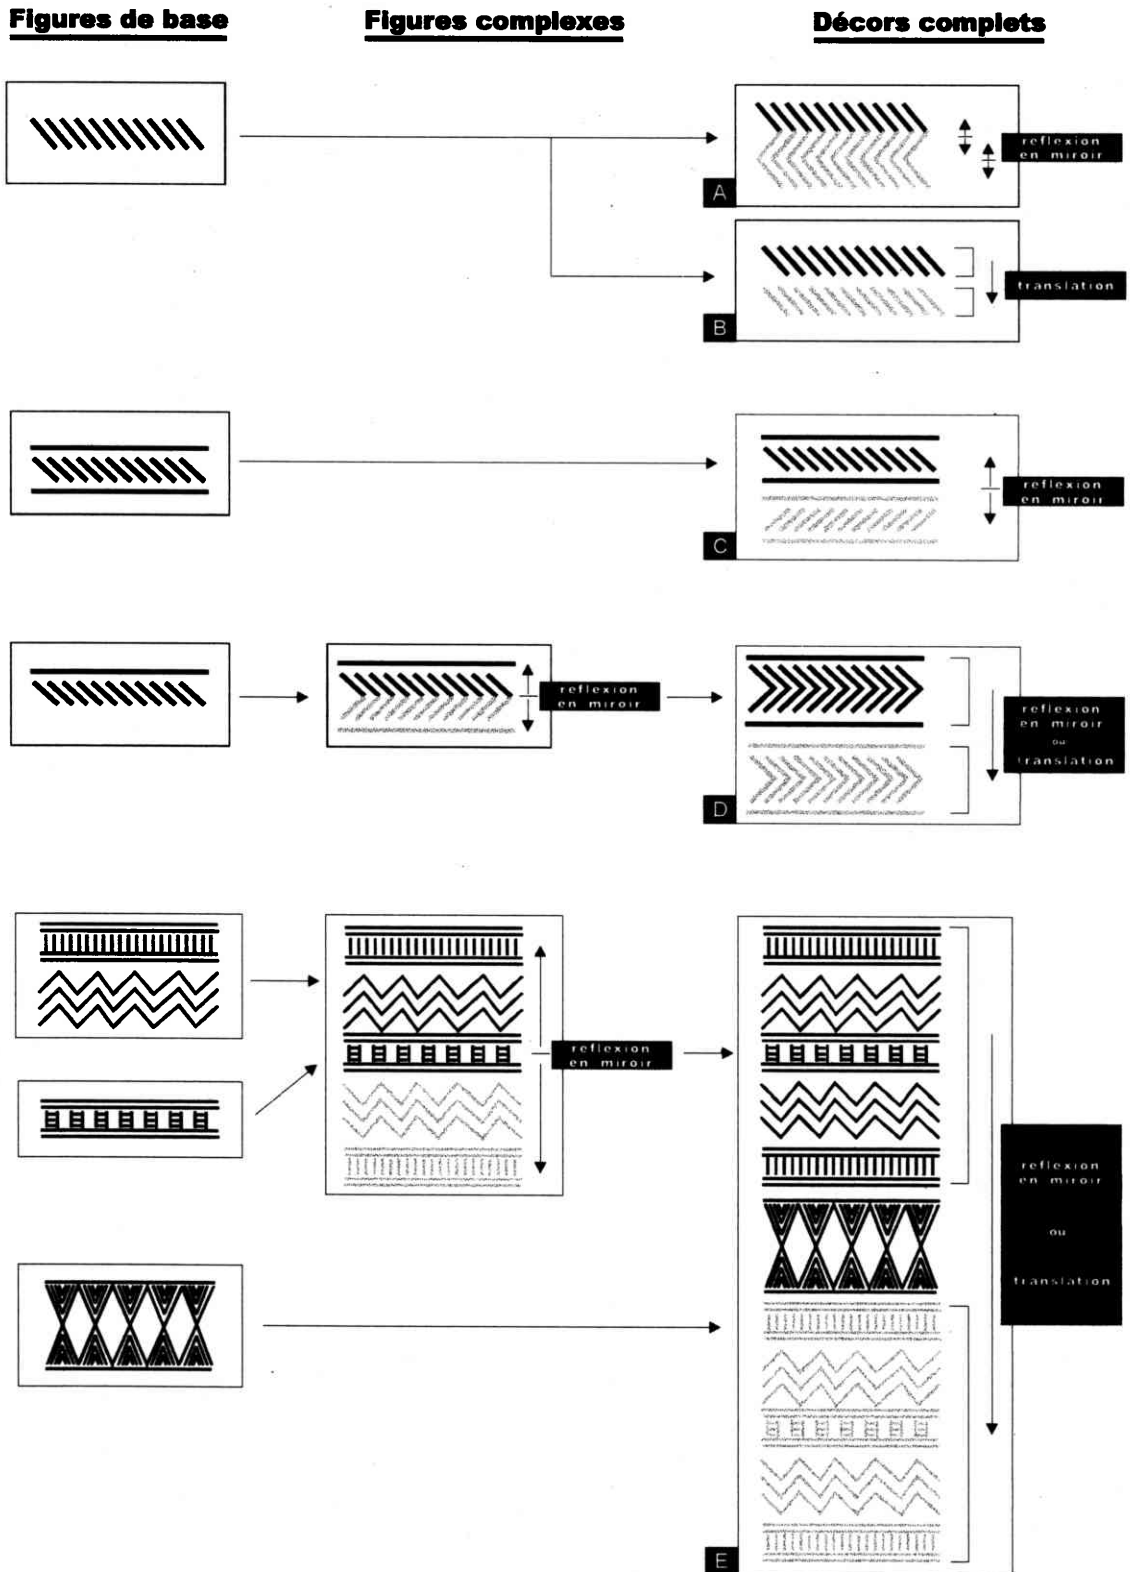 Figures de base
Figures complexes
Décors complets
reflexion
en miroir
A
translation
B
reflexion
en miroir
C
reflexion
en miroir
reflexion
en miroir
ou
translation
D
reflexion
en miroir
reflexion
en miroir
ou
translation
E